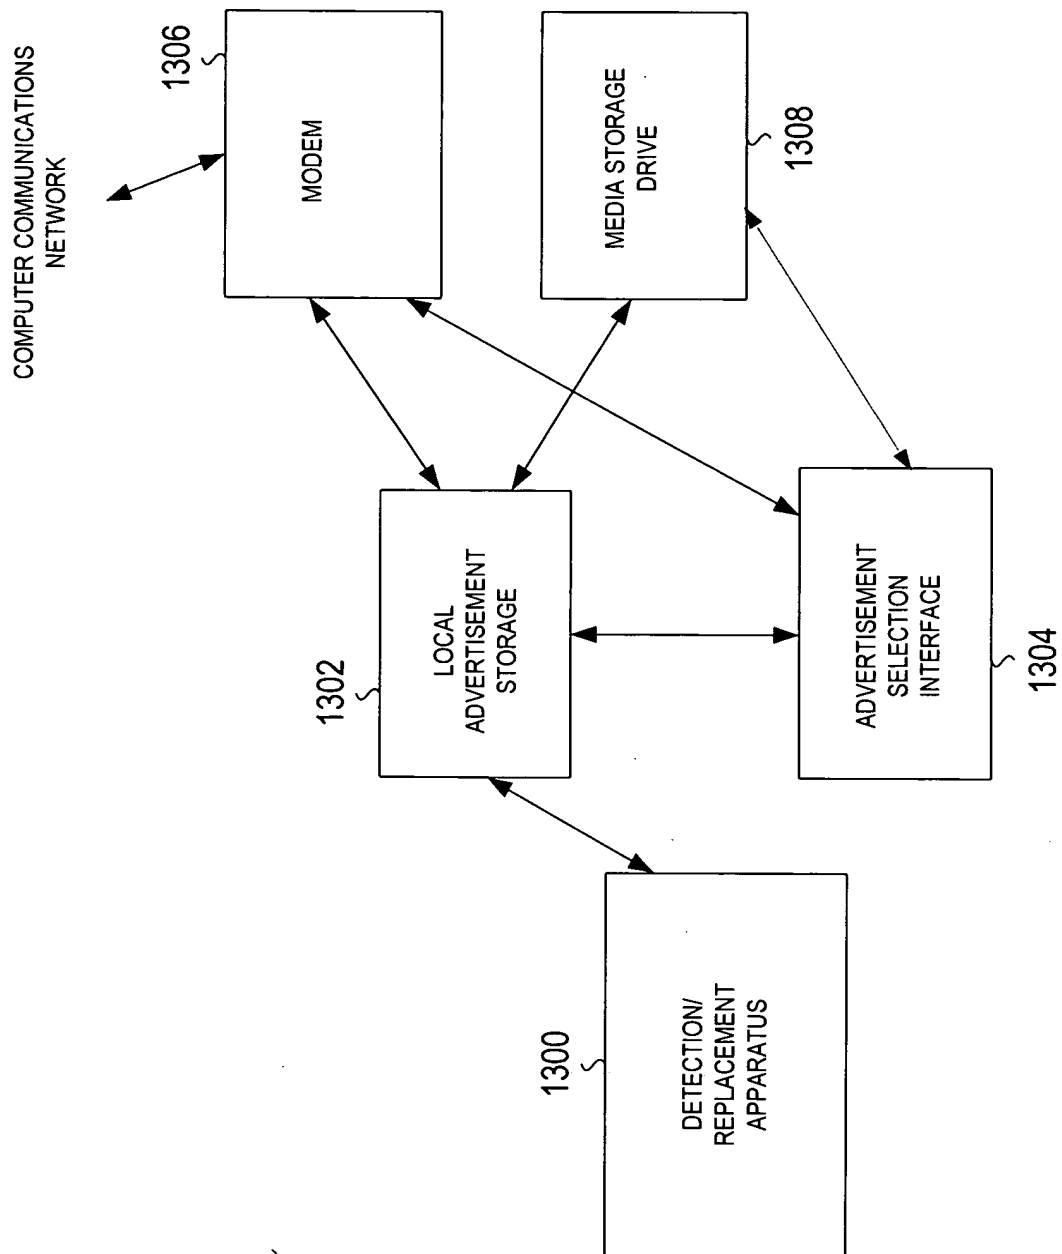 COMPUTER COMMUNICATIONS
NETWORK
1306
MODEM
MEDIA STORAGE
DRIVE
1308
1302
LOCAL
ADVERTISEMENT
STORAGE
ADVERTISEMENT
SELECTION
INTERFACE
1304
1300
DETECTION/
REPLACEMENT
APPARATUS